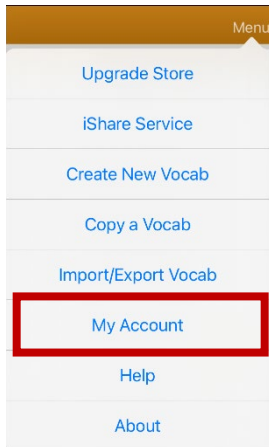 Menu
Upgrade Store
iShare Service
Create New Vocab
Copy a Vocab
Import/Export Vocab
My Account
Help
About